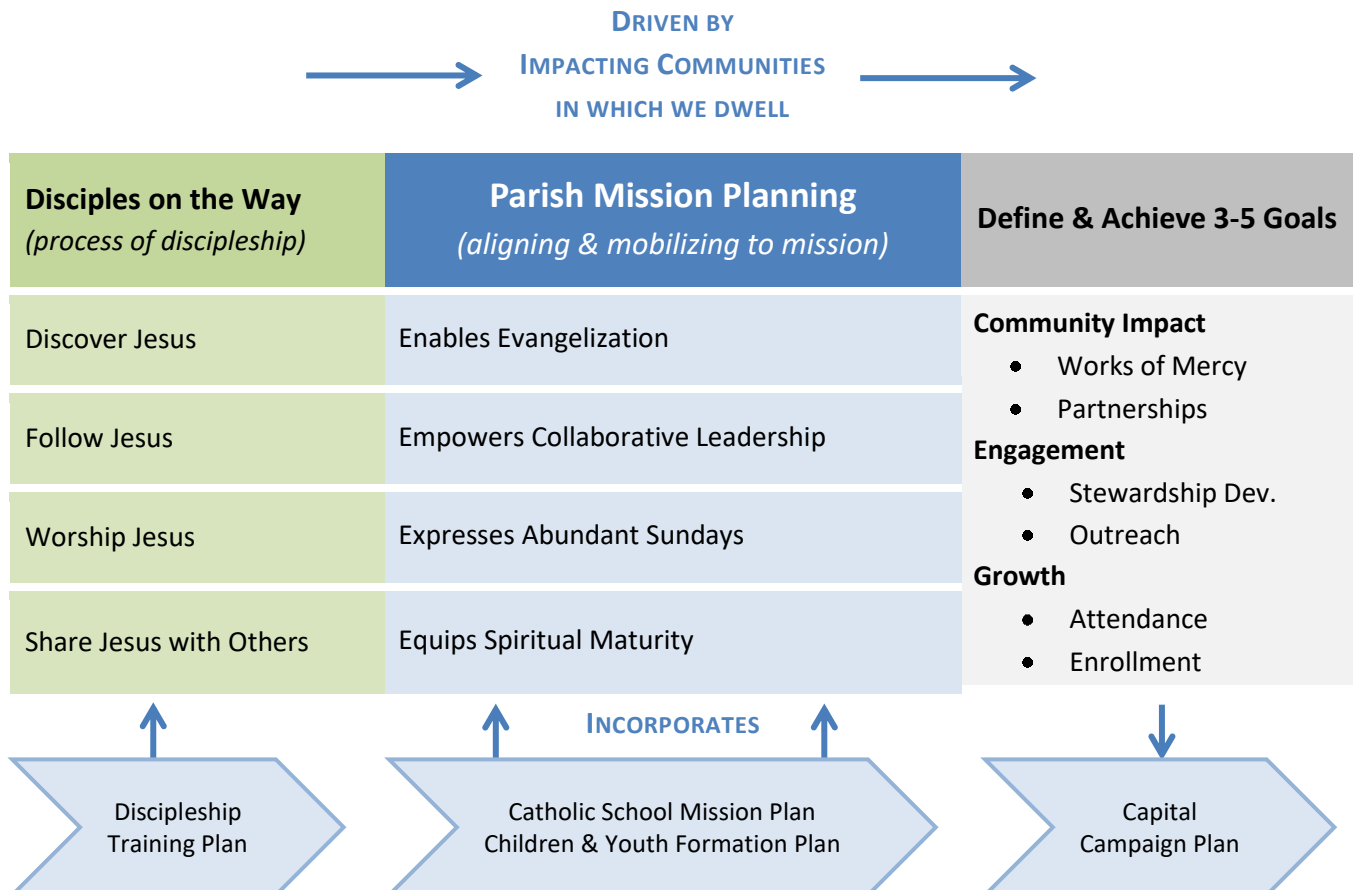 DRIVEN BY
IMPACTING COMMUNITIES
IN WHICH WE DWELL
Disciples on the Way
(process of discipleship)
Parish Mission Planning
(aligning & mobilizing to mission)
Define & Achieve 3-5 Goals
Discover Jesus
Enables Evangelization
Follow Jesus
Empowers Collaborative Leadership
Worship Jesus
Expresses Abundant Sundays
Share Jesus with Others
Equips Spiritual Maturity
Community Impact
• Works of Mercy
• Partnerships
Engagement
• Stewardship Dev.
• Outreach
Growth
• Attendance
• Enrollment
INCORPORATES
Discipleship
Training Plan
Catholic School Mission Plan
Children & Youth Formation Plan
Capital
Campaign Plan